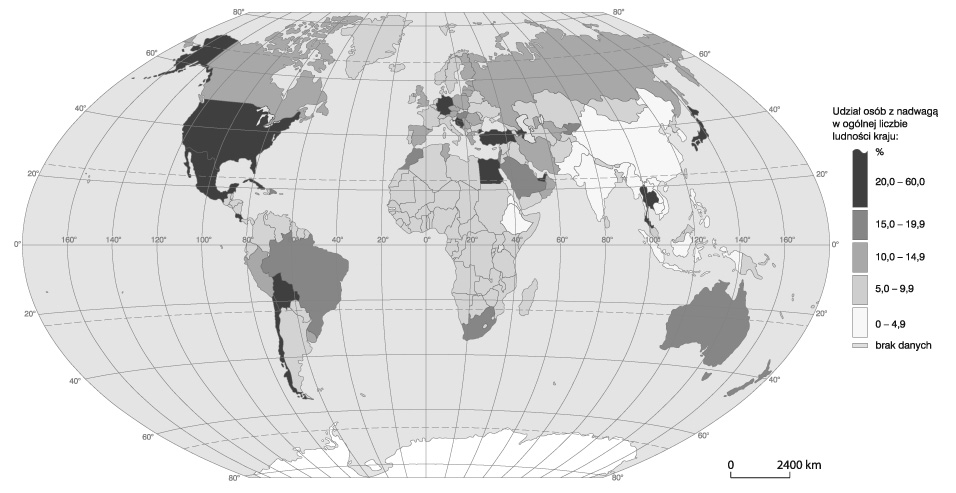 80° 80°
60° 60°
40° 40°
20° 20°
0° 160° 140° 120° 100° 80° 60° 40° 20° 0° 20° 40° 60° 80° 100° 120° 140° 160° 0°
20° 20°
40° 40°
60° 60°
80° 80°
Udział osób z nadwagą
w ogólnej liczbie
ludności kraju:
%
20,0 – 60,0
15,0 – 19,9
10,0 – 14,9
5,0 – 9,9
0 – 4,9
brak danych
0 2400 km